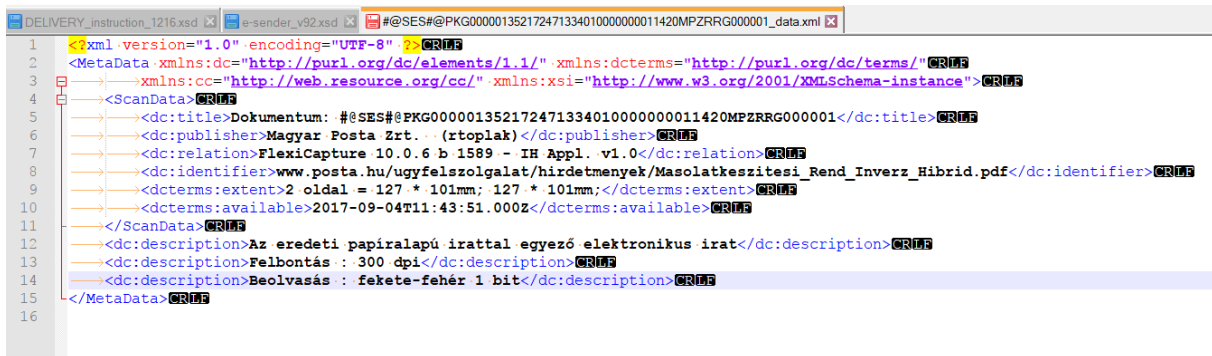 DELIVERY_instruction_1216.xsd e-sender_v92.xsd #@SES#@PKG00000135217247133401000000001142​0MPZRRG000001_data.xml
1 <?xml version="1.0" encoding="UTF-8" ?>CRLF
2 <MetaData xmlns:dc="http://purl.org/dc/elements/1.1/" xmlns:dcterms="http://purl.org/dc/terms/"CRLF
3 xmlns:cc="http://web.resource.org/cc/" xmlns:xsi="http://www.w3.org/2001/XMLSchema-instance">CRLF
4 <ScanData>CRLF
5 <dc:title>Dokumentum: #@SES#@PKG000001352172471334010000000011420MPZRRG000001</dc:title>CRLF
6 <dc:publisher>Magyar Posta Zrt. (rtoplak)</dc:publisher>CRLF
7 <dc:relation>FlexiCapture 10.0.6 b 1589 - IH Appl. v1.0</dc:relation>CRLF
8 <dc:identifier>www.posta.hu/ugyfelszolgalat/hirdetmenyek/Masolatkeszitesi_Rend_Inverz_Hibrid.pdf</dc:identifier>CRLF
9 <dcterms:extent>2 oldal = 127 * 101mm; 127 * 101mm;</dcterms:extent>CRLF
10 <dcterms:available>2017-09-04T11:43:51.000Z</dcterms:available>CRLF
11 </ScanData>CRLF
12 <dc:description>Az eredeti papíralapú irattal egyező elektronikus irat</dc:description>CRLF
13 <dc:description>Felbontás : 300 dpi</dc:description>CRLF
14 <dc:description>Beolvasás : fekete-fehér 1 bit</dc:description>CRLF
15 </MetaData>CRLF
16